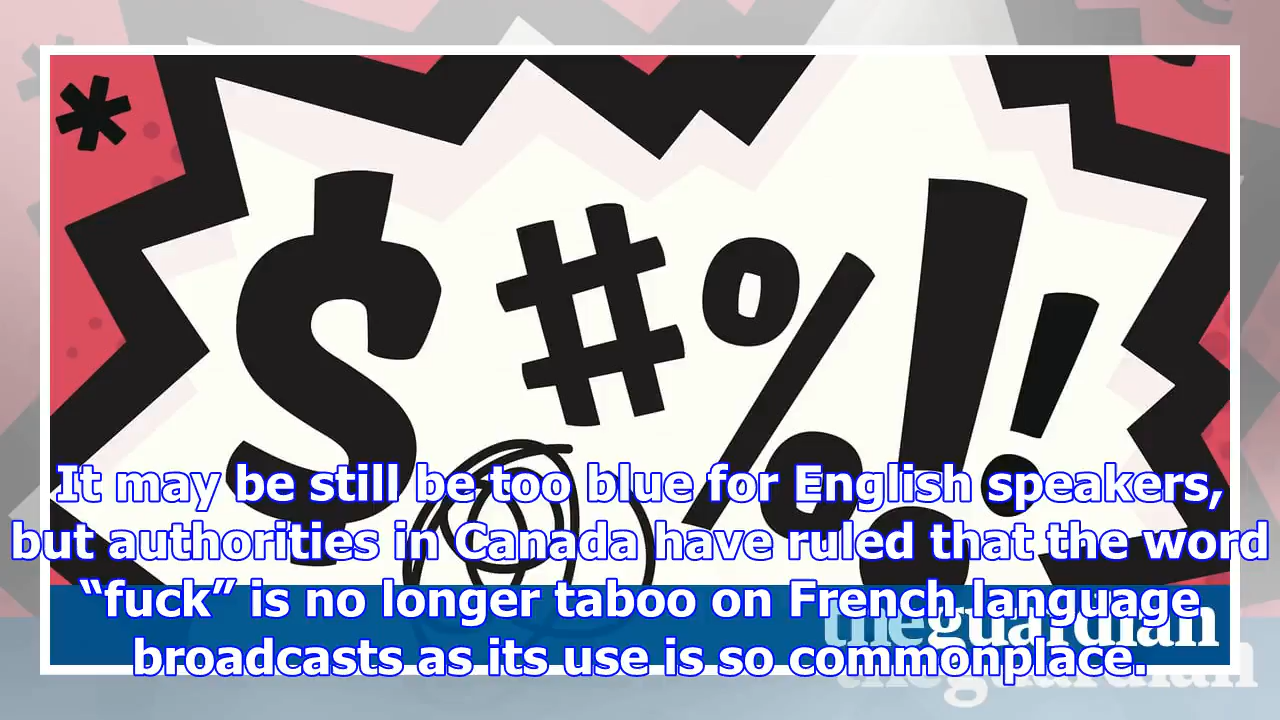 *
$#%!!
It may be still be too blue for English speakers,
but authorities in Canada have ruled that the word
“fuck” is no longer taboo on French language
broadcasts as its use is so commonplace.
theguardian
theguardian